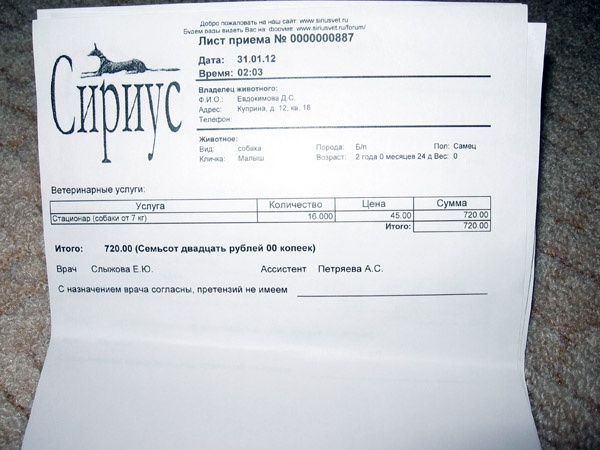 Добро пожаловать на наш сайт: www.siriusvet.ru
Будем рады видеть Вас на форуме: www.siriusvet.ru/forum/
Лист приема № 0000000887
Сириус
Дата: 31.01.12
Время: 02:03
Владелец животного:
Ф.И.О.: Евдокимова Д.С.
Адрес: Куприна, д. 12, кв. 18
Телефон:
Животное:
Вид: собака Порода: Б/п Пол: Самец
Кличка: Малыш Возраст: 2 года 0 месяцев 24 д Вес: 0
Ветеринарные услуги:
Услуга Количество Цена Сумма
Стационар (собаки от 7 кг) 16.000 45.00 720.00
Итого: 720.00
Итого: 720.00 (Семьсот двадцать рублей 00 копеек)
Врач Слыжова Е.Ю. Ассистент Петряева А.С.
С назначением врача согласны, претензий не имеем